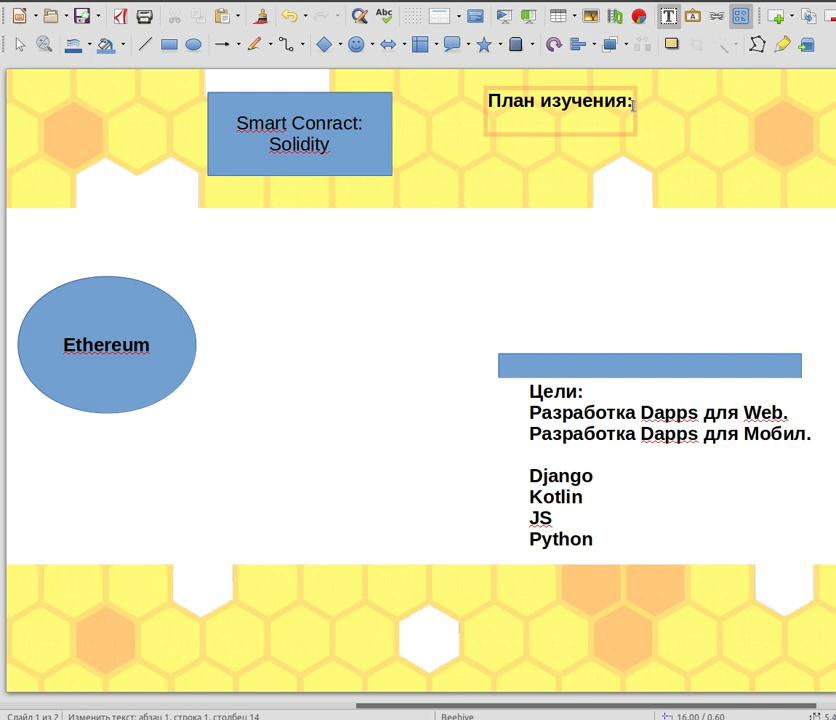 План изучения:
Smart Conract:
Solidity
Ethereum
Цели:
Разработка Dapps для Web.
Разработка Dapps для Мобил.
Django
Kotlin
JS
Python
Слайд 1 из 2
Изменить текст: абзац 1, строка 1, столбец 14
Beehive
16,00 / 0,60